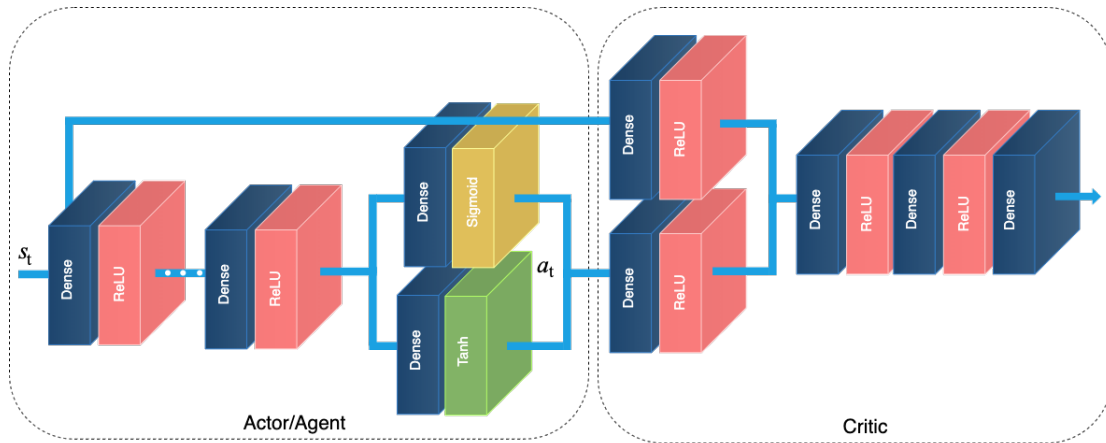 s_t
Dense
ReLU
Dense
ReLU
Dense
Sigmoid
Dense
Tanh
a_t
Actor/Agent
Dense
ReLU
Dense
ReLU
Dense
ReLU
Dense
ReLU
Dense
Critic